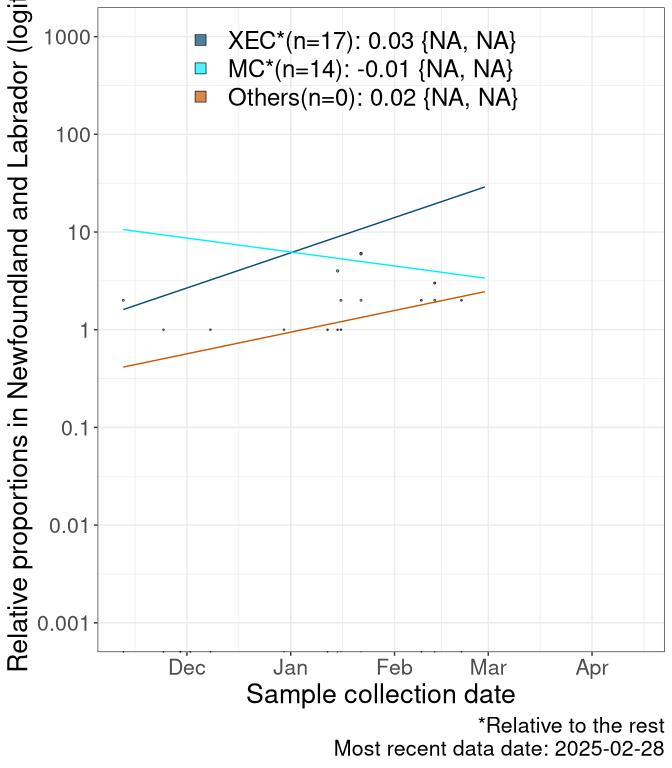 Relative proportions in Newfoundland and Labrador (logit
1000
100
10
1
0.1
0.01
0.001
XEC*(n=17): 0.03 {NA, NA}
MC*(n=14): -0.01 {NA, NA}
Others(n=0): 0.02 {NA, NA}
Dec Jan Feb Mar Apr
Sample collection date
*Relative to the rest
Most recent data date: 2025-02-28